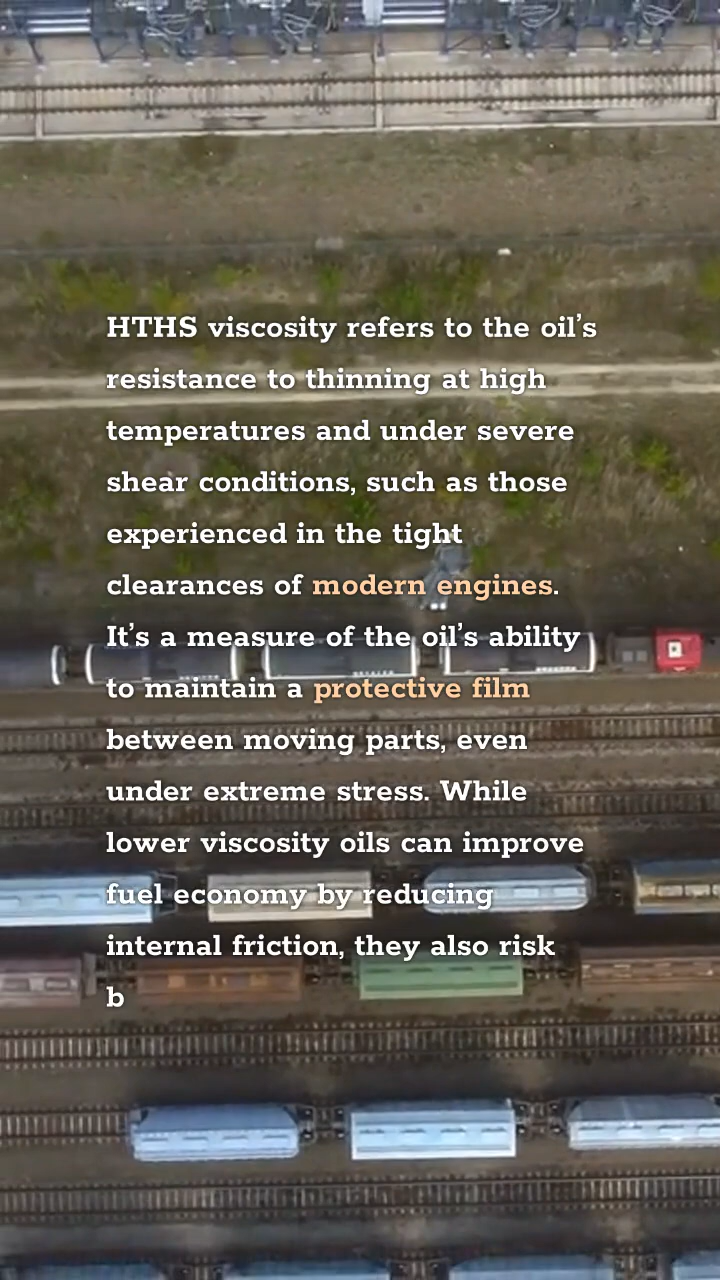 HTHS viscosity refers to the oil's
resistance to thinning at high
temperatures and under severe
shear conditions, such as those
experienced in the tight
clearances of modern engines.
It's a measure of the oil's ability
to maintain a protective film
between moving parts, even
under extreme stress. While
lower viscosity oils can improve
fuel economy by reducing
internal friction, they also risk
b